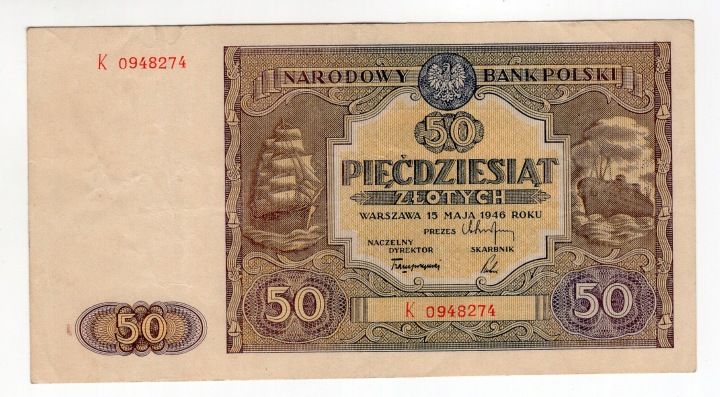 K 0948274
NARODOWY BANK POLSKI
50
PIĘĆDZIESIĄT
ZŁOTYCH
WARSZAWA 15 MAJA 1946 ROKU
PREZES
NACZELNY DYREKTOR
SKARBNIK
50
50
K 0948274
50